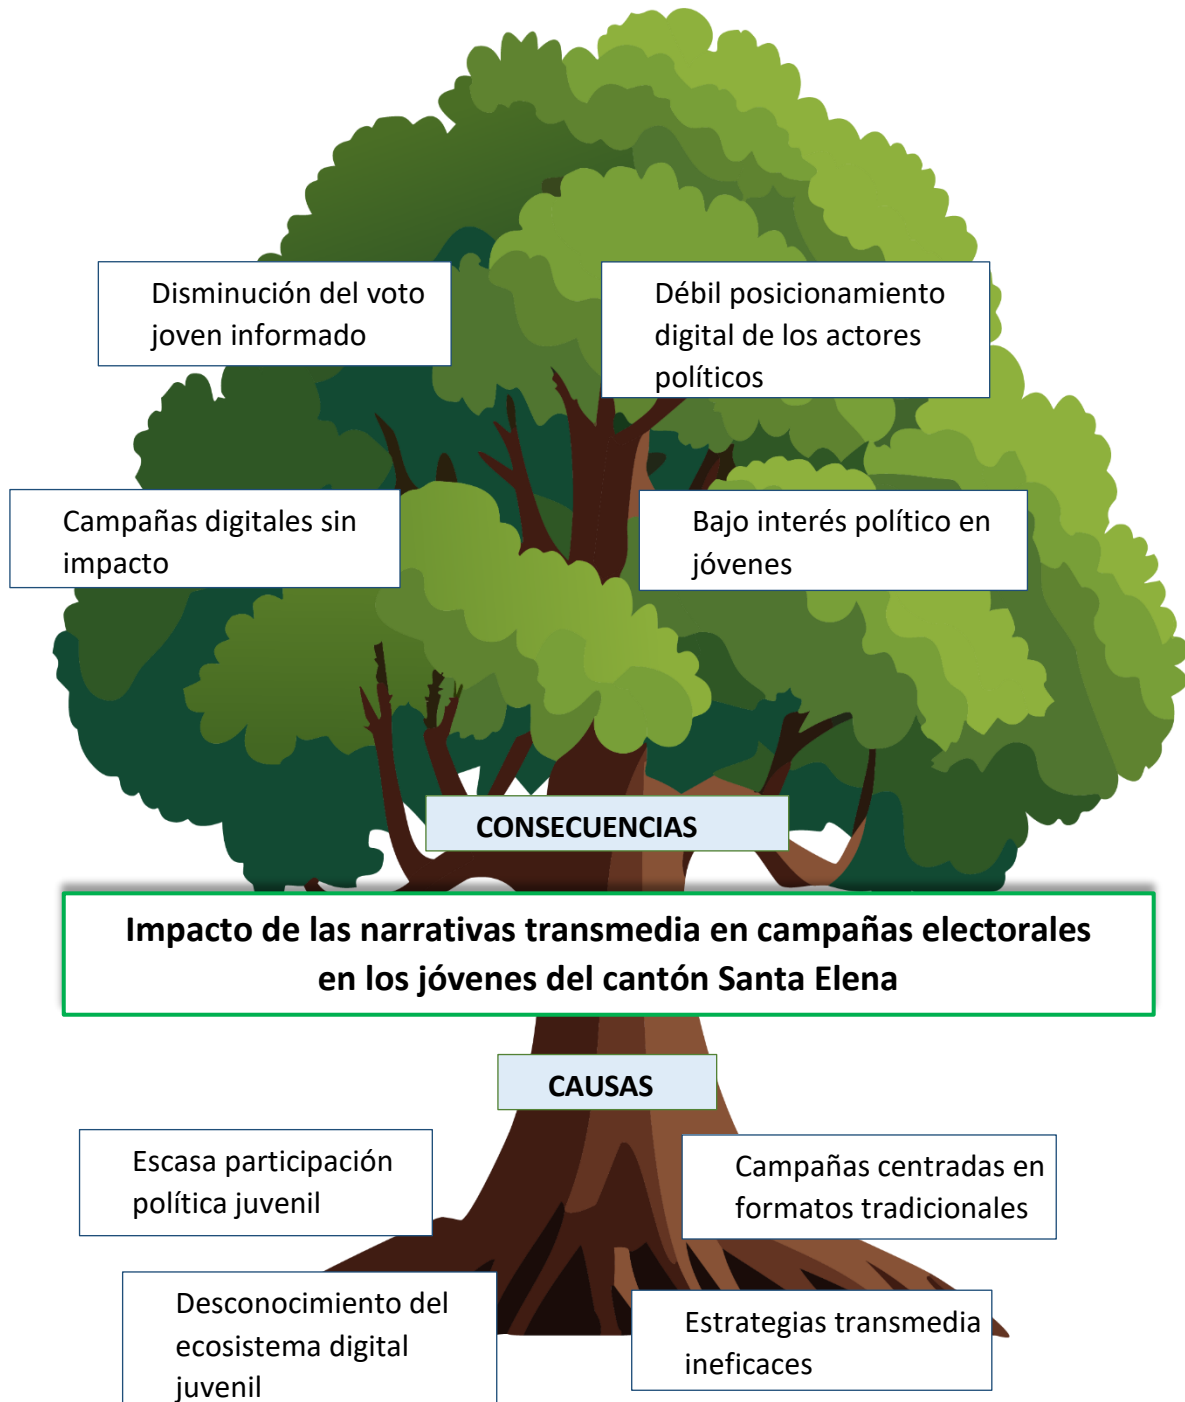 Disminución del voto
joven informado
Débil posicionamiento
digital de los actores
políticos
Campañas digitales sin
impacto
Bajo interés político en
jóvenes
CONSECUENCIAS
Impacto de las narrativas transmedia en campañas electorales
en los jóvenes del cantón Santa Elena
CAUSAS
Escasa participación
política juvenil
Campañas centradas en
formatos tradicionales
Desconocimiento del
ecosistema digital
juvenil
Estrategias transmedia
ineficaces